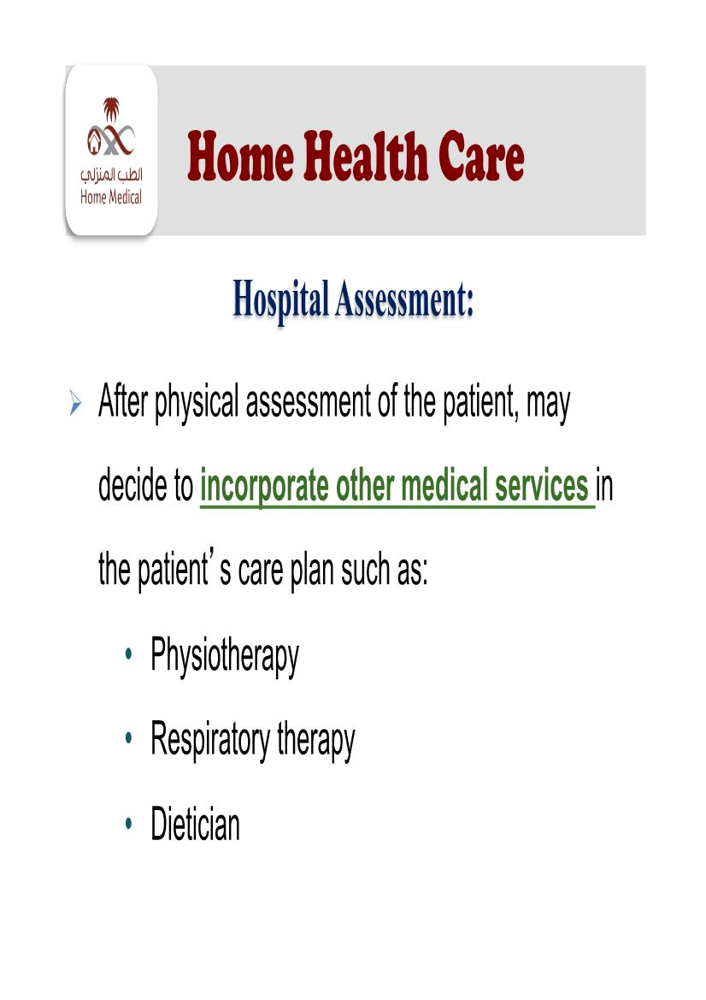 الطب المنزلي
Home Medical
Home Health Care
Hospital Assessment:
After physical assessment of the patient, may
decide to incorporate other medical services in
the patient’s care plan such as:
• Physiotherapy
• Respiratory therapy
• Dietician